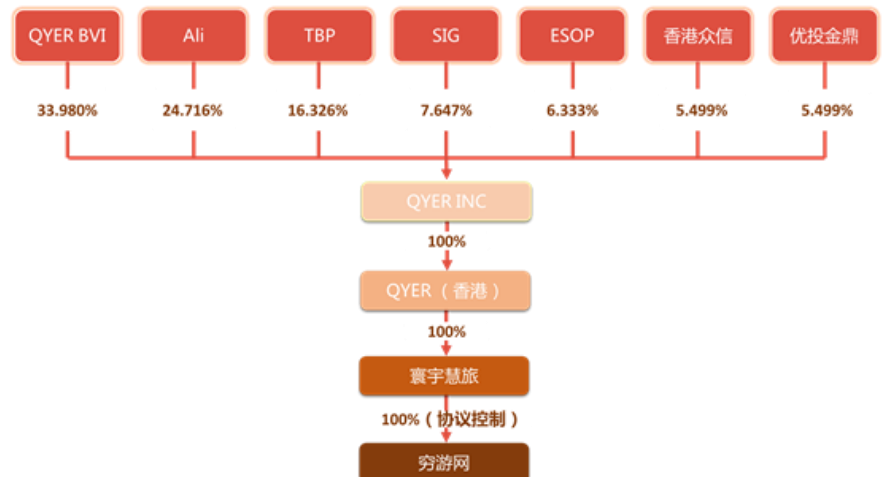 QYER BVI
Ali
TBP
SIG
ESOP
香港众信
优投金鼎
33.980%
24.716%
16.326%
7.647%
6.333%
5.499%
5.499%
QYER INC
100%
QYER（香港）
100%
寰宇慧旅
100%（协议控制）
穷游网